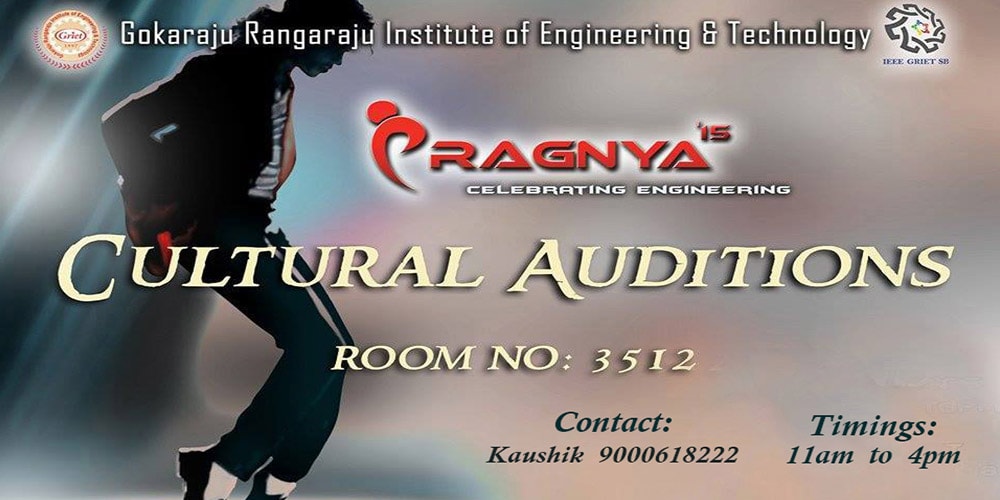 Gokaraju Rangaraju Institute of Engineering & Technology
Griet
IEEE GRIET SB
PRAGNYA'15
CELEBRATING ENGINEERING
CULTURAL AUDITIONS
ROOM NO: 3512
Contact:
Kaushik 9000618222
Timings:
11am to 4pm